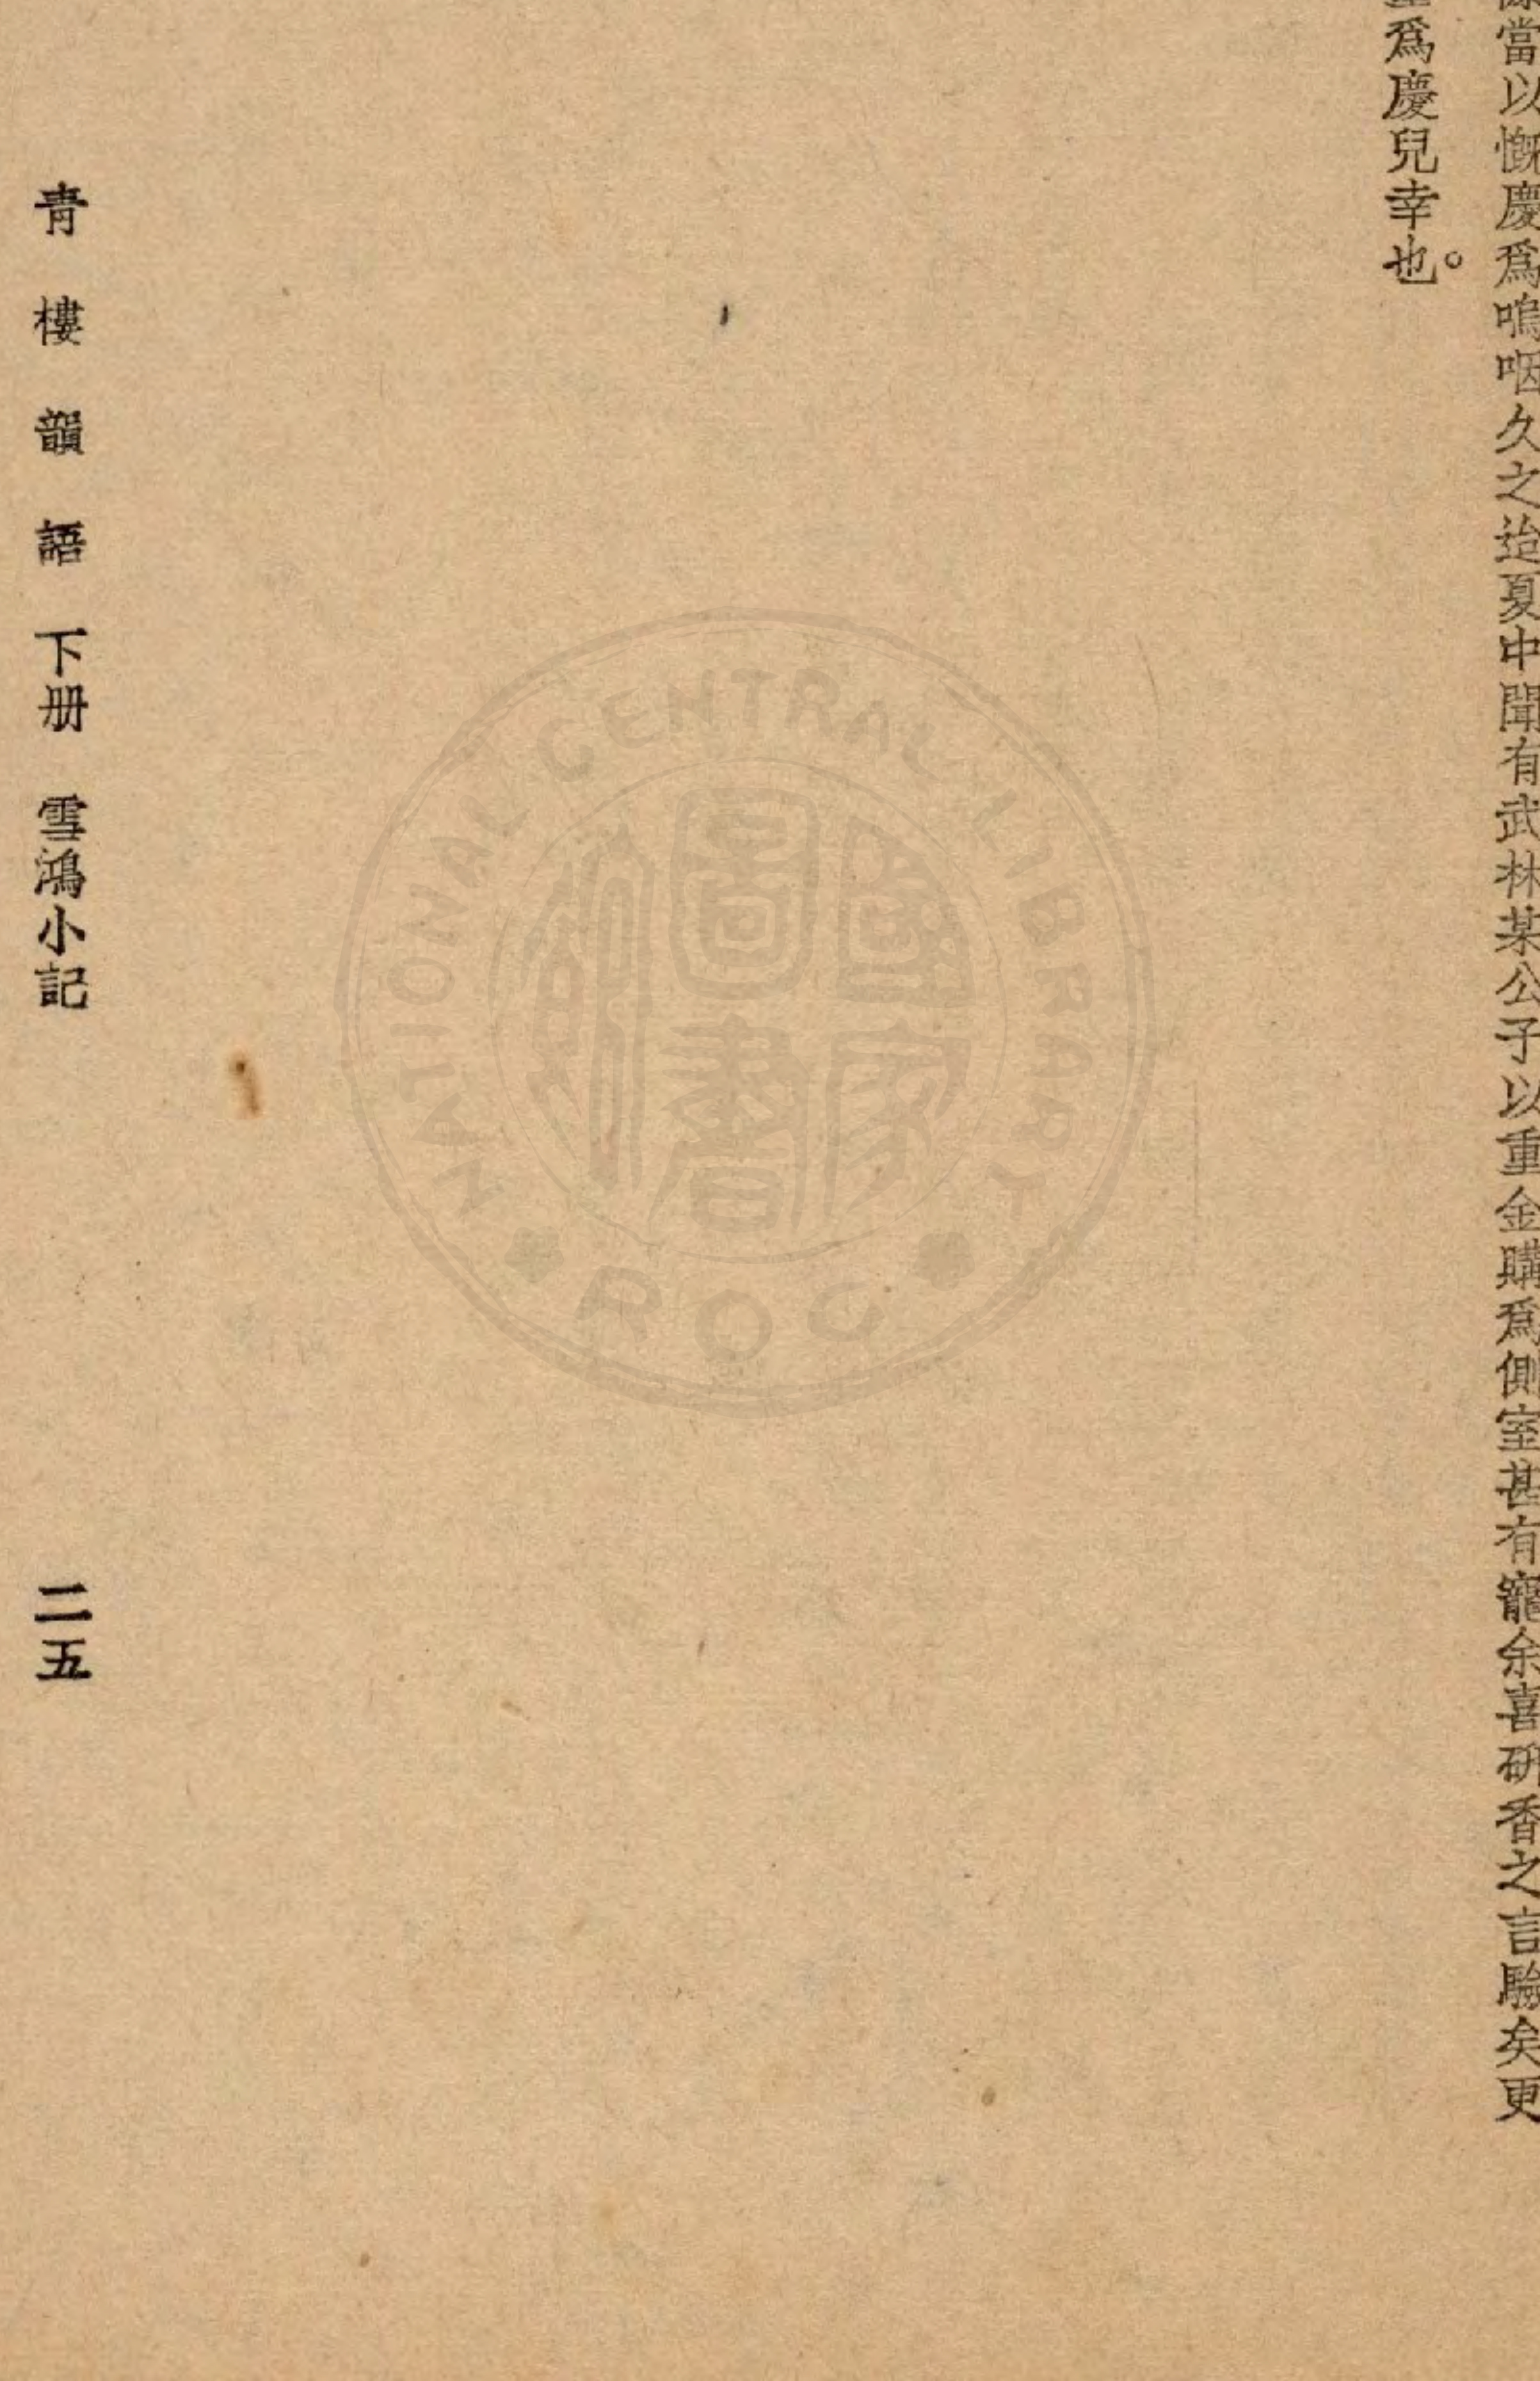 當以慨慶爲嗚咽久之迨夏中聞有武林某公子以重金購爲側室甚有寵余喜硏香之言驗矣更
爲慶兒幸也。
青樓韻語 下册 雪鴻小記 二五
NATIONAL CENTRAL LIBRARY
國家圖書館
ROC